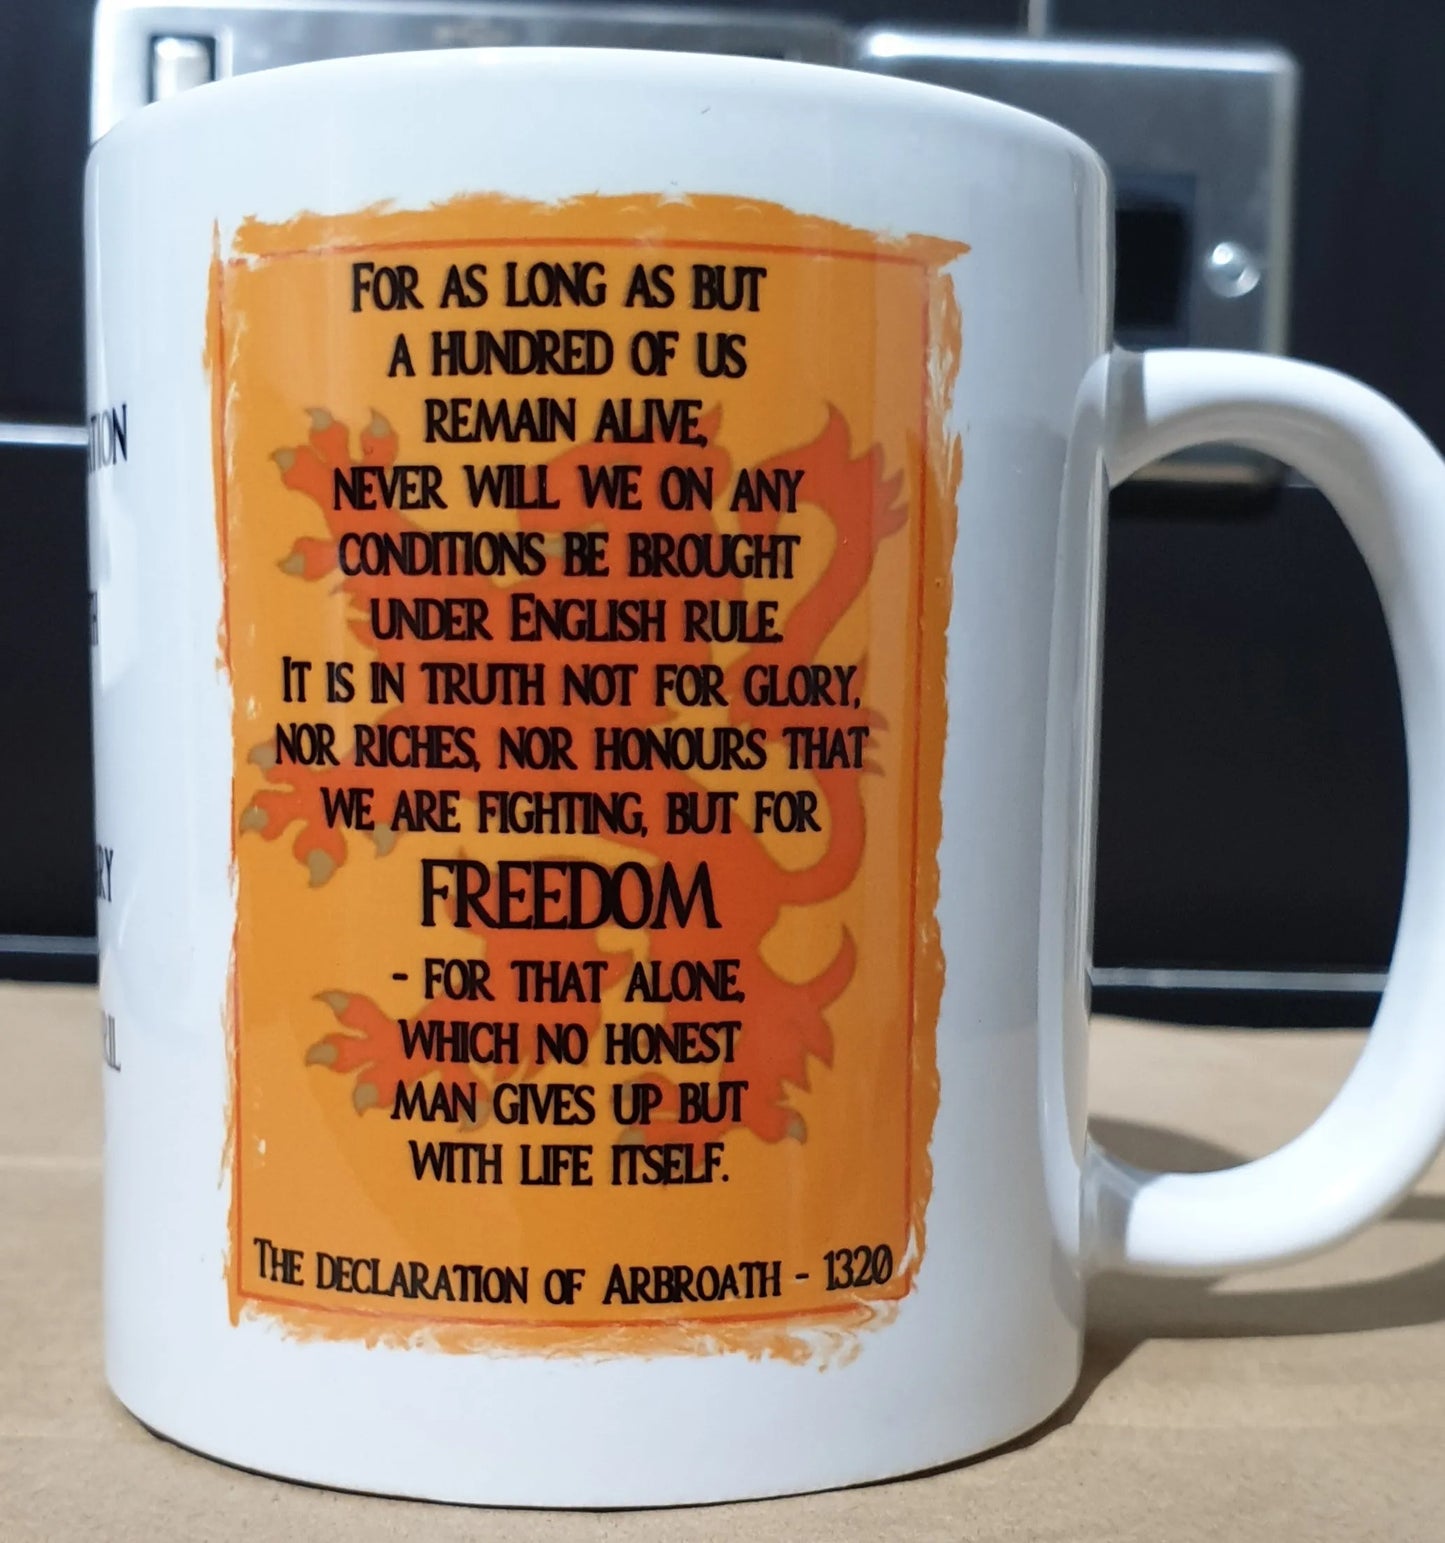 FOR AS LONG AS BUT
A HUNDRED OF US
REMAIN ALIVE,
NEVER WILL WE ON ANY
CONDITIONS BE BROUGHT
UNDER ENGLISH RULE.
IT IS IN TRUTH NOT FOR GLORY,
NOR RICHES, NOR HONOURS THAT
WE ARE FIGHTING, BUT FOR
FREEDOM
- FOR THAT ALONE,
WHICH NO HONEST
MAN GIVES UP BUT
WITH LIFE ITSELF.
THE DECLARATION OF ARBROATH - 1320